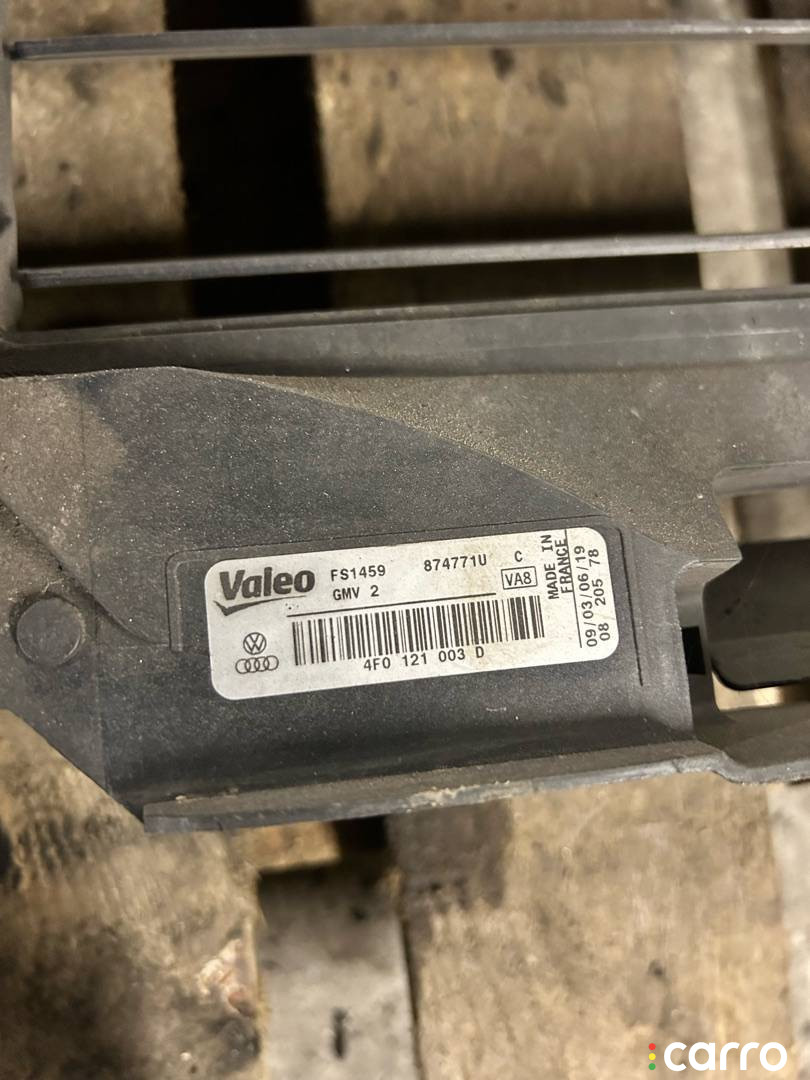 Valeo FS1459 874771U C
GMV 2 VA8
4F0 121 003 D
MADE IN
FRANCE
09/03/06/19
08 205 78
carro